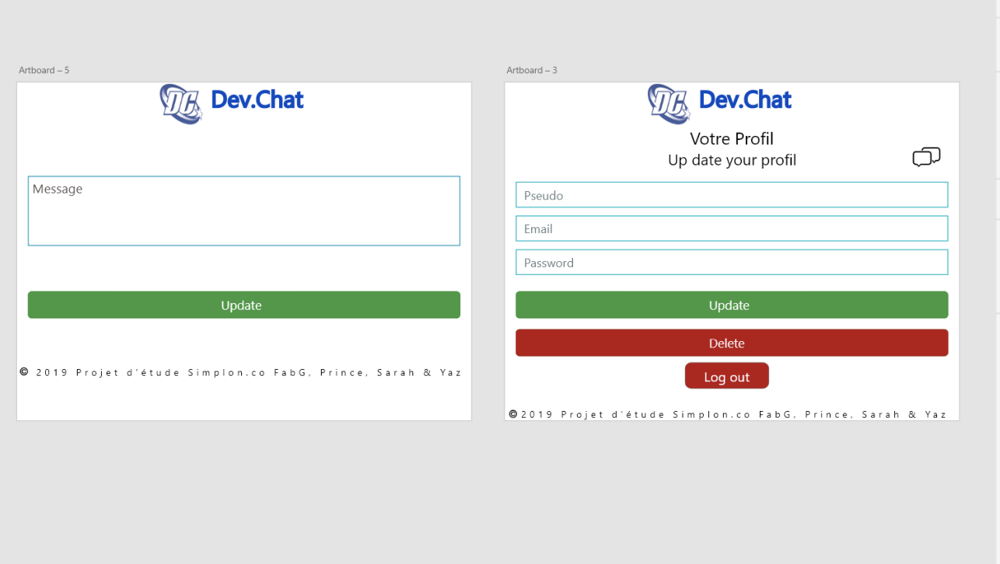 Artboard – 5
DC Dev.Chat
Message
Update
© 2019 Projet d'étude Simplon.co FabG, Prince, Sarah & Yaz
Artboard – 3
DC Dev.Chat
Votre Profil
Up date your profil
Pseudo
Email
Password
Update
Delete
Log out
©2019 Projet d'étude Simplon.co FabG, Prince, Sarah & Yaz